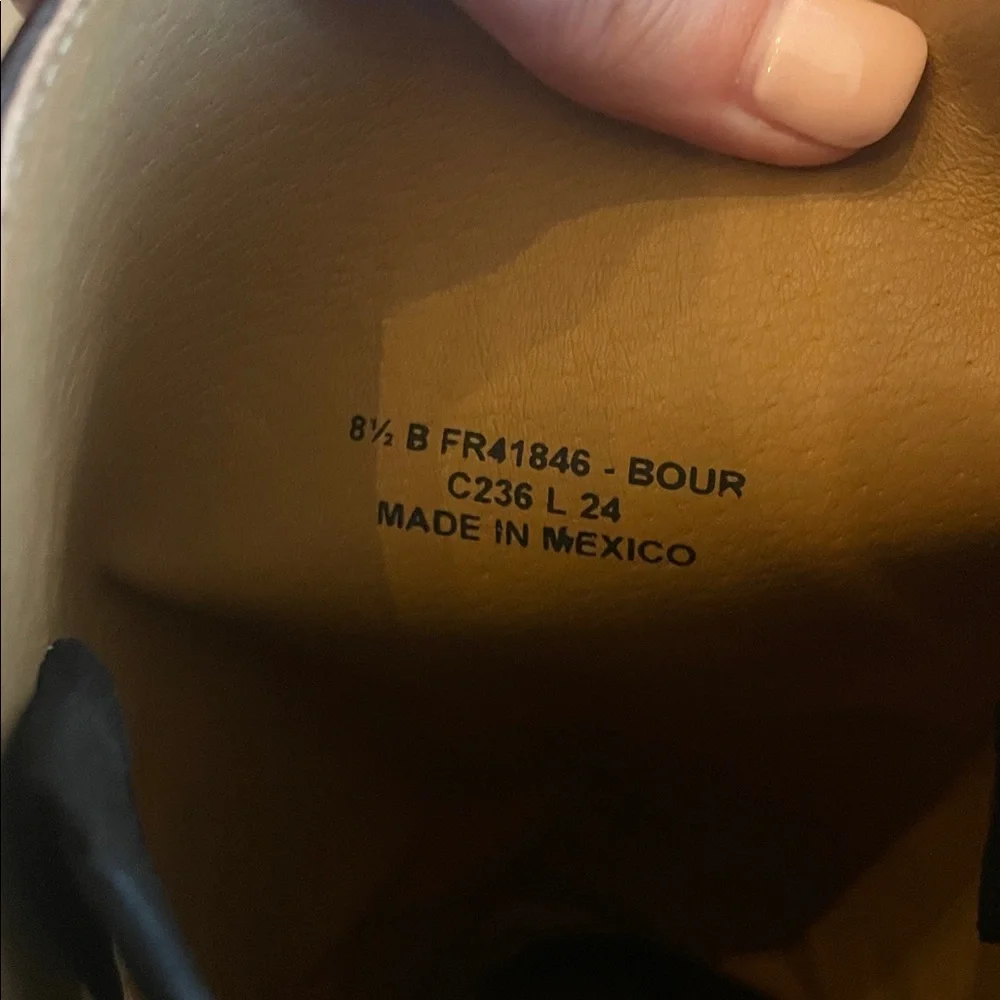 8½ B FR41846 - BOUR
C236 L 24
MADE IN MEXICO